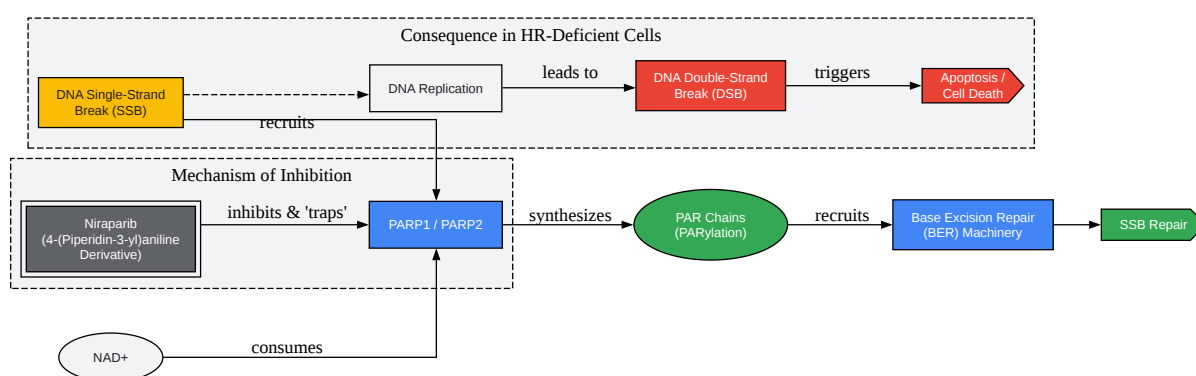 Consequence in HR-Deficient Cells
DNA Single-Strand
Break (SSB)
DNA Replication
leads to
DNA Double-Strand
Break (DSB)
triggers
Apoptosis /
Cell Death
recruits
Mechanism of Inhibition
Niraparib
(4-(Piperidin-3-yl)aniline
Derivative)
inhibits & 'traps'
PARP1 / PARP2
synthesizes
PAR Chains
(PARylation)
recruits
Base Excision Repair
(BER) Machinery
SSB Repair
NAD+
consumes